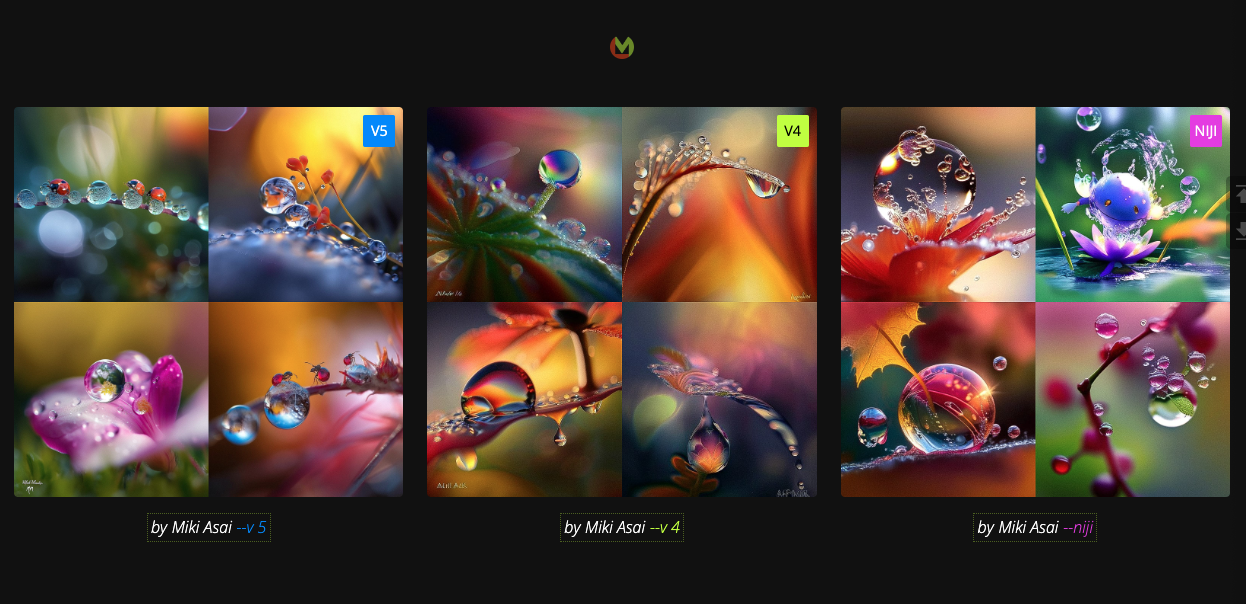 V5
V4
NIJI
by Miki Asai --v 5
by Miki Asai --v 4
by Miki Asai --niji